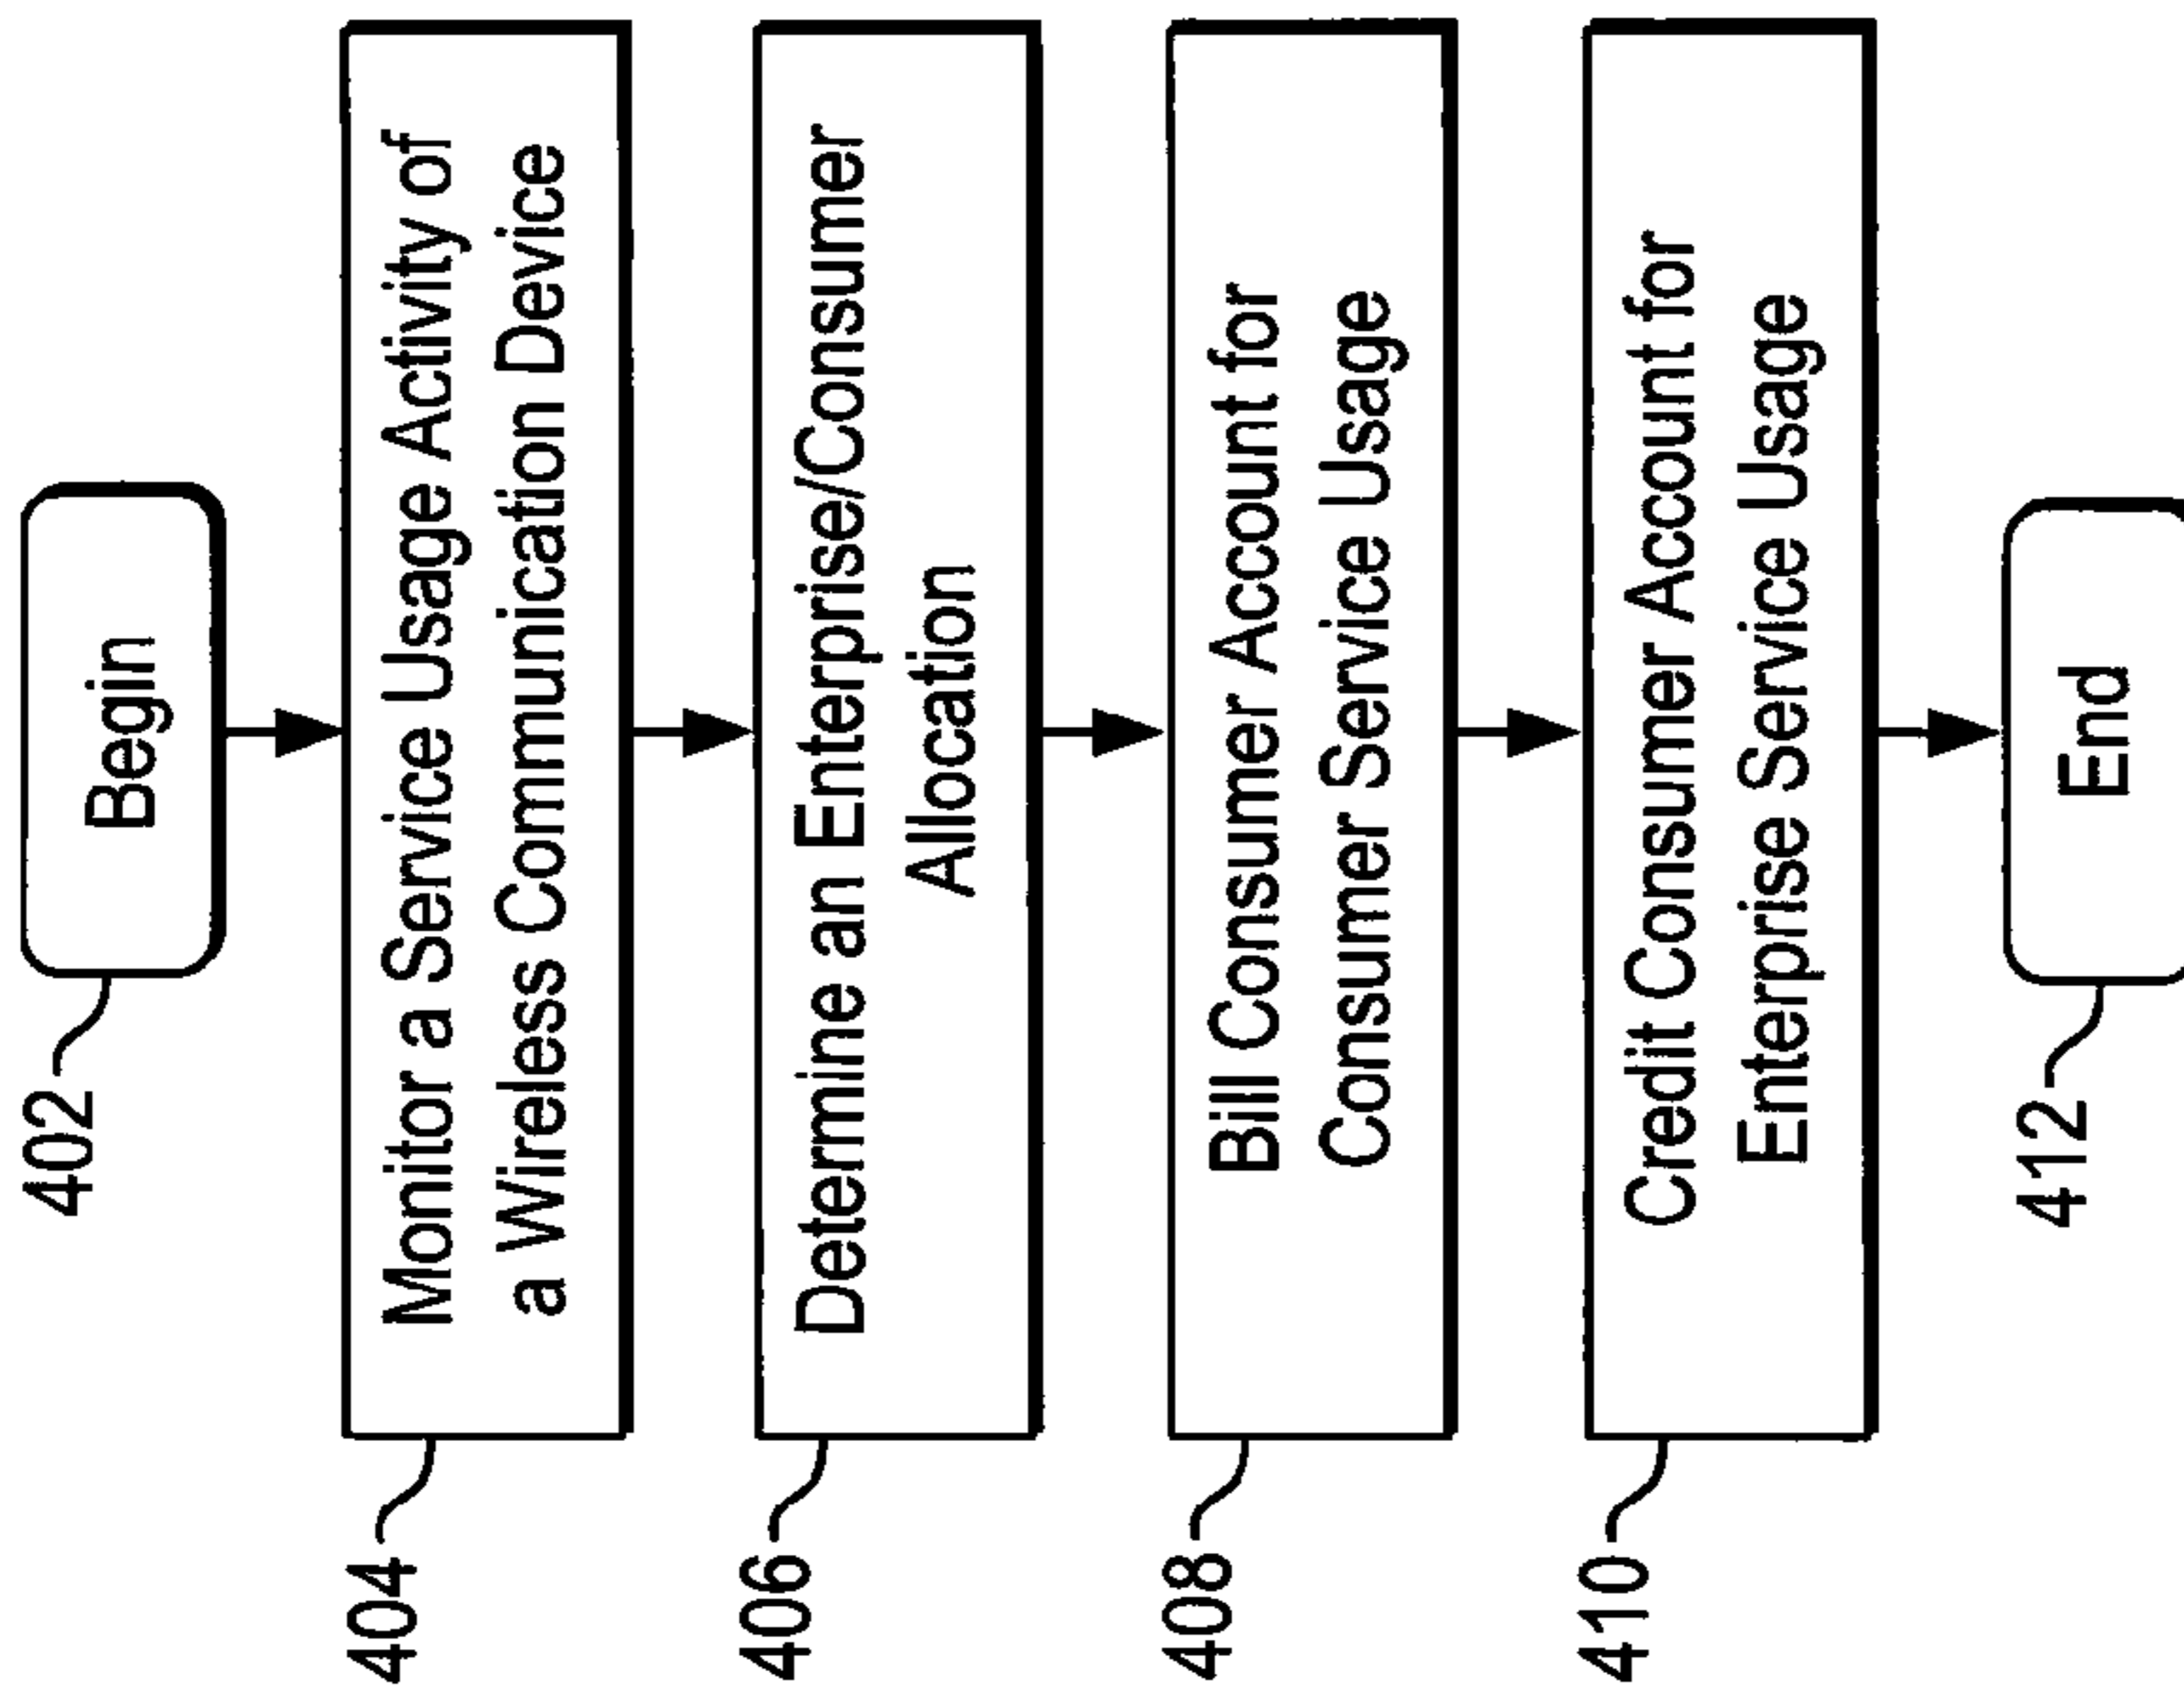 402
Begin
404
Monitor a Service Usage Activity of
a Wireless Communication Device
406
Determine an Enterprise/Consumer
Allocation
408
Bill Consumer Account for
Consumer Service Usage
410
Credit Consumer Account for
Enterprise Service Usage
412
End